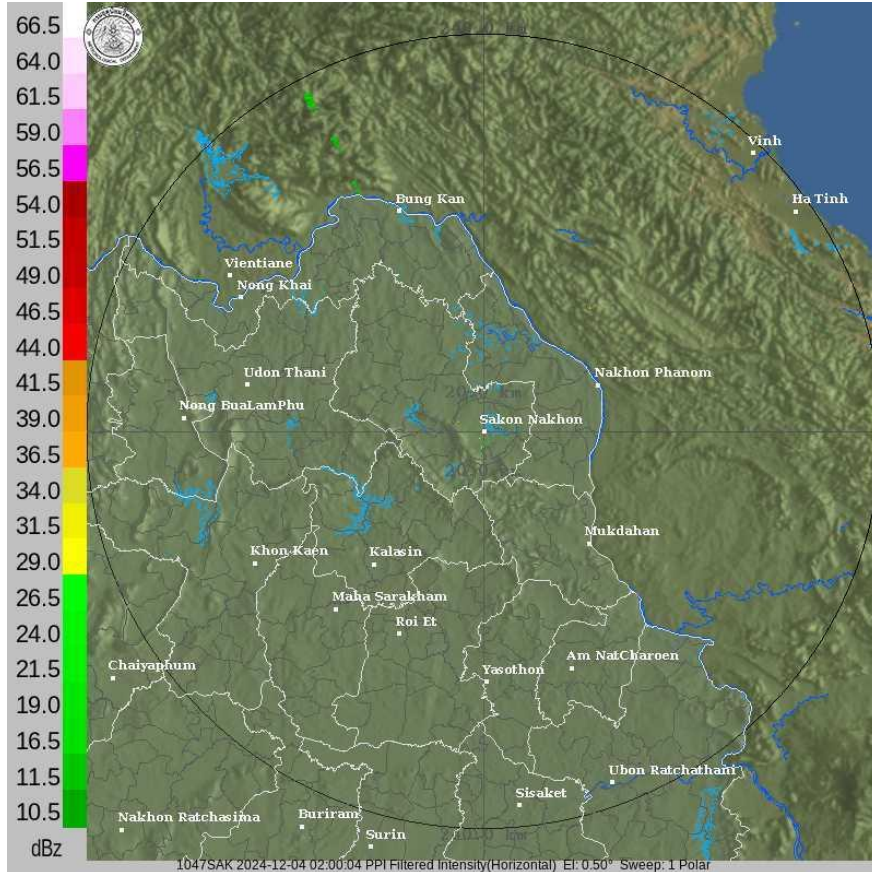 66.5
64.0
61.5
59.0
56.5
54.0
51.5
49.0
46.5
44.0
41.5
39.0
36.5
34.0
31.5
29.0
26.5
24.0
21.5
19.0
16.5
11.5
10.5
dBz
Vinh
Ha Tinh
Bung Kan
Vientiane
Nong Khai
Udon Thani
Nakhon Phanom
Nong BuaLamPhu
Sakon Nakhon
Mukdahan
Khon Kaen
Kalasin
Maha Sarakham
Roi Et
Chaiyaphum
Yasothon
Am NatCharoen
Ubon Ratchathani
Sisaket
Nakhon Ratchasima
Buriram
Surin
1047SAK 2024-12-04 02:00:04 PPI Filtered Intensity(Horizontal) El: 0.50° Sweep: 1 Polar